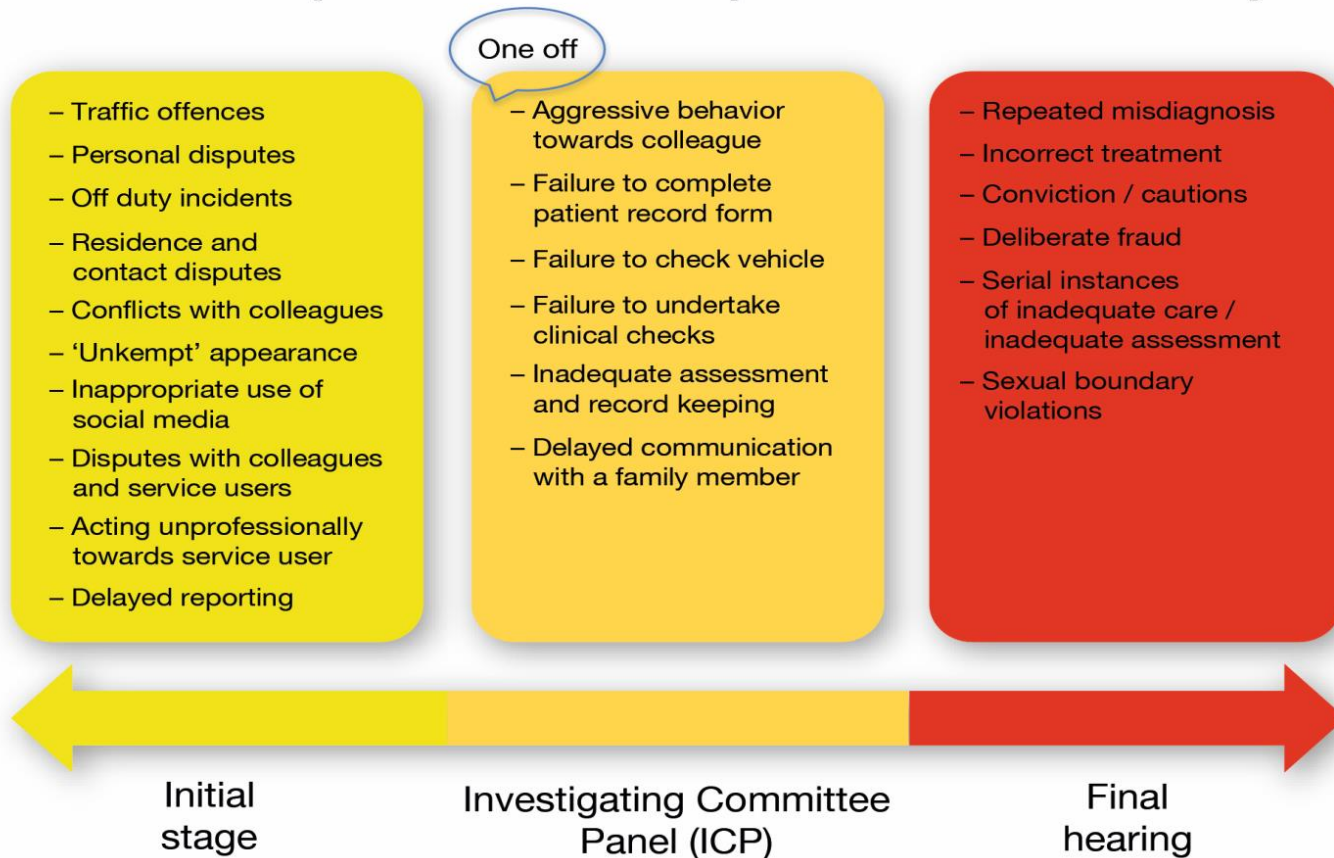 One off
– Traffic offences
– Personal disputes
– Off duty incidents
– Residence and
contact disputes
– Conflicts with colleagues
– ‘Unkempt’ appearance
– Inappropriate use of
social media
– Disputes with colleagues
and service users
– Acting unprofessionally
towards service user
– Delayed reporting
– Aggressive behavior
towards colleague
– Failure to complete
patient record form
– Failure to check vehicle
– Failure to undertake
clinical checks
– Inadequate assessment
and record keeping
– Delayed communication
with a family member
– Repeated misdiagnosis
– Incorrect treatment
– Conviction / cautions
– Deliberate fraud
– Serial instances
of inadequate care /
inadequate assessment
– Sexual boundary
violations
Initial
stage
Investigating Committee
Panel (ICP)
Final
hearing